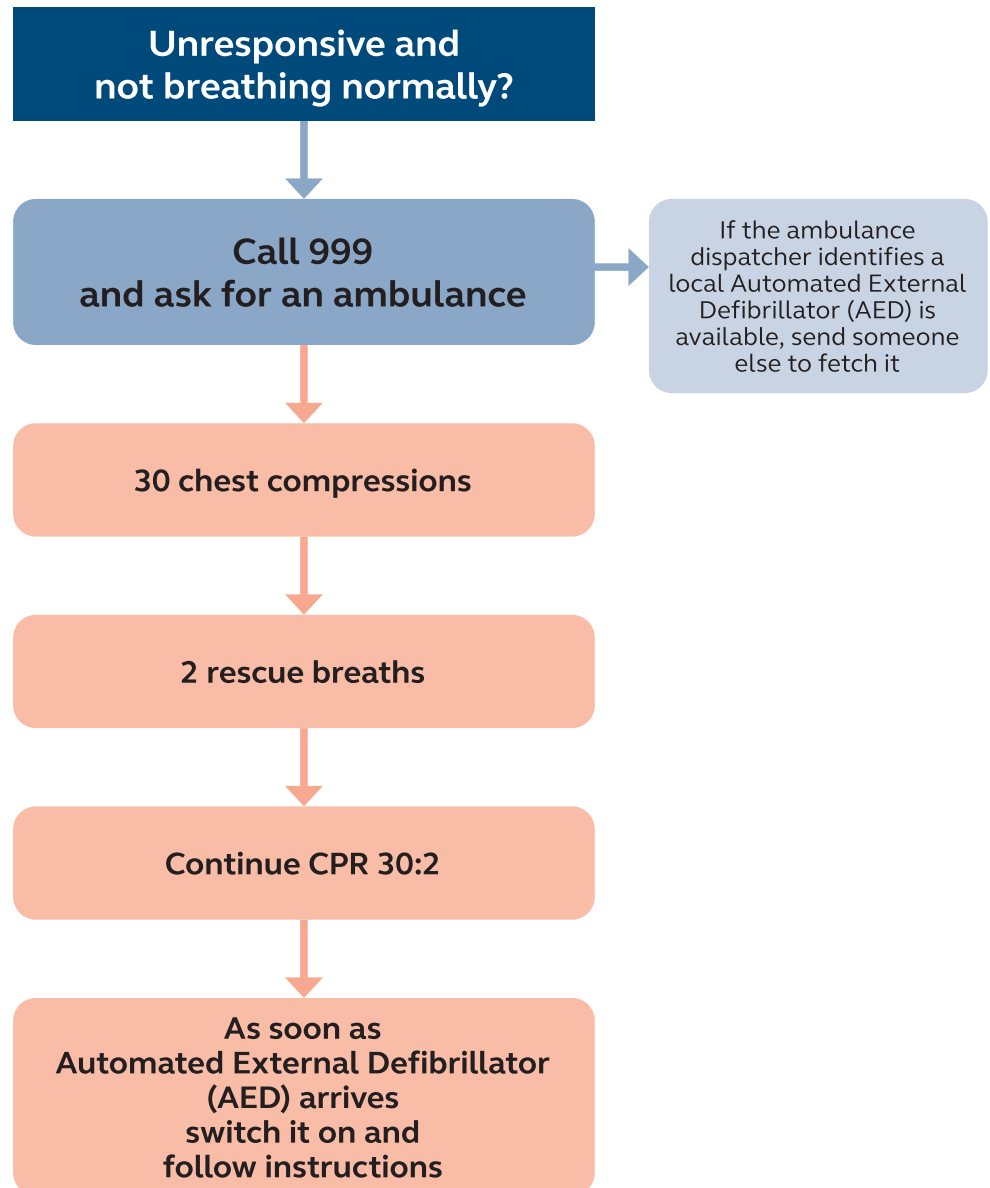 Unresponsive and
not breathing normally?
Call 999
and ask for an ambulance
If the ambulance
dispatcher identifies a
local Automated External
Defibrillator (AED) is
available, send someone
else to fetch it
30 chest compressions
2 rescue breaths
Continue CPR 30:2
As soon as
Automated External Defibrillator
(AED) arrives
switch it on and
follow instructions